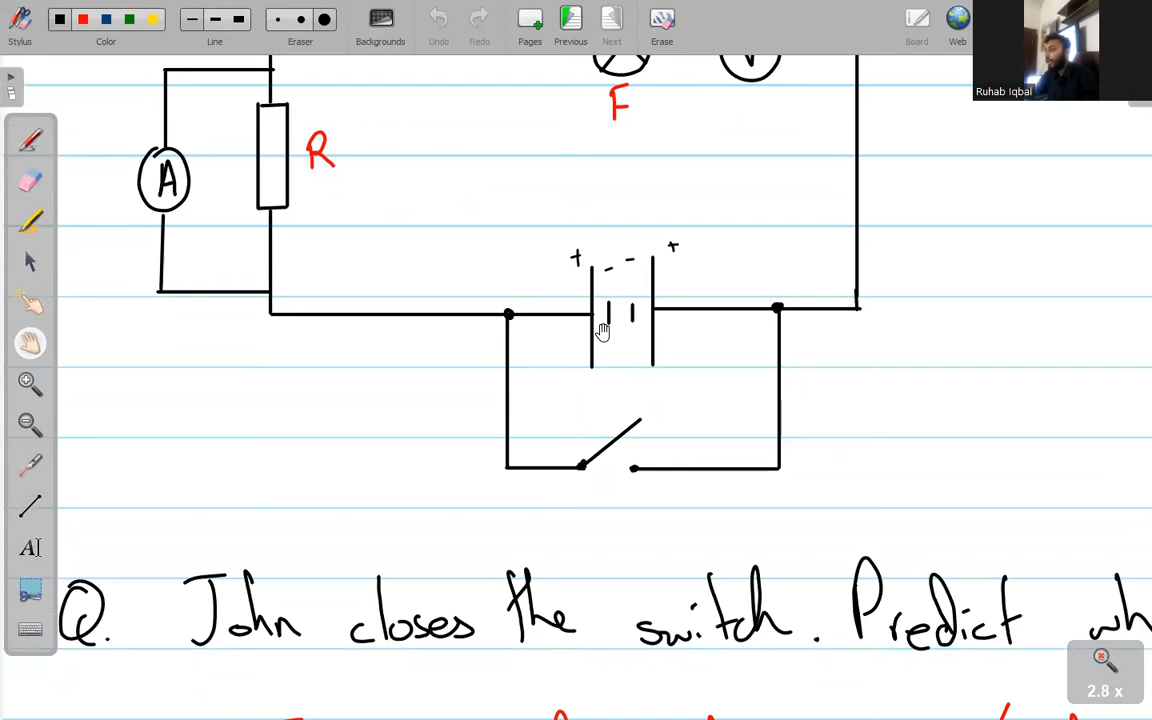 Stylus
Color
Line
Eraser
Backgrounds
Undo
Redo
Pages
Previous
Next
Erase
Board
Web
Ruhab Iqbal
F
V
R
A
+ - - +
Q. John closes the switch. Predict wh
2.8 x